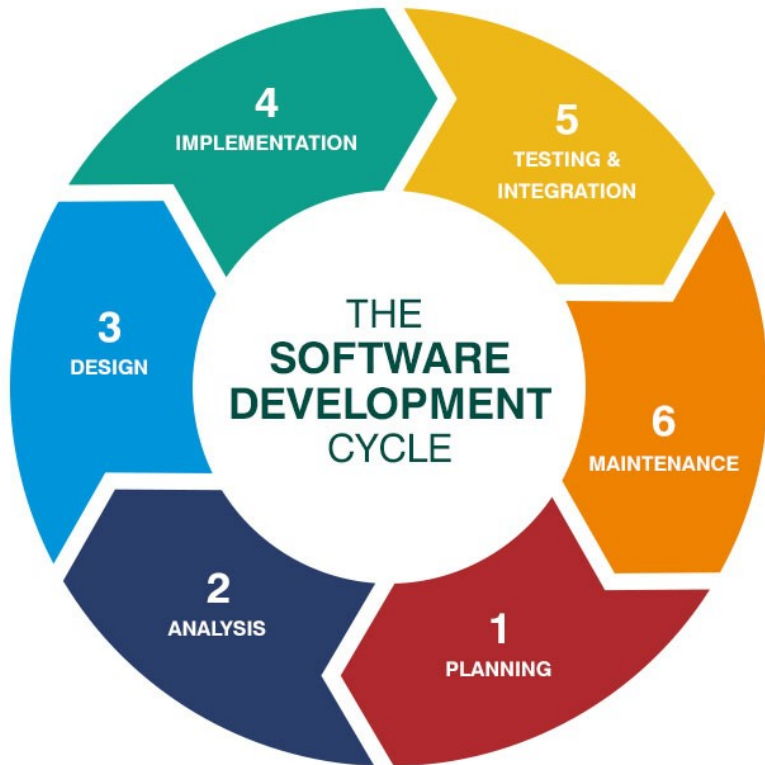 THE
SOFTWARE
DEVELOPMENT
CYCLE
1
PLANNING
2
ANALYSIS
3
DESIGN
4
IMPLEMENTATION
5
TESTING &
INTEGRATION
6
MAINTENANCE